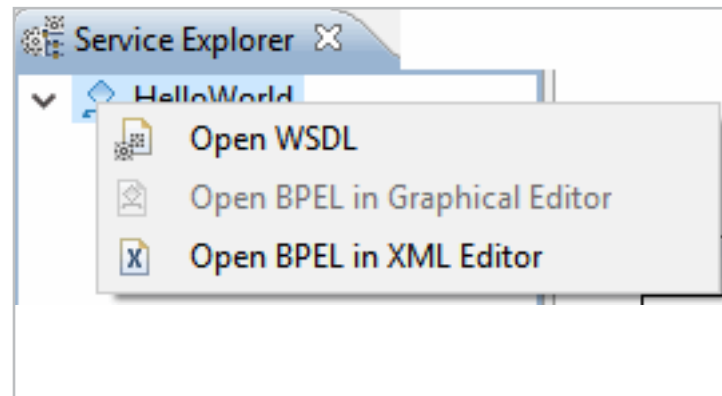 Service Explorer
HelloWorld
Open WSDL
Open BPEL in Graphical Editor
Open BPEL in XML Editor